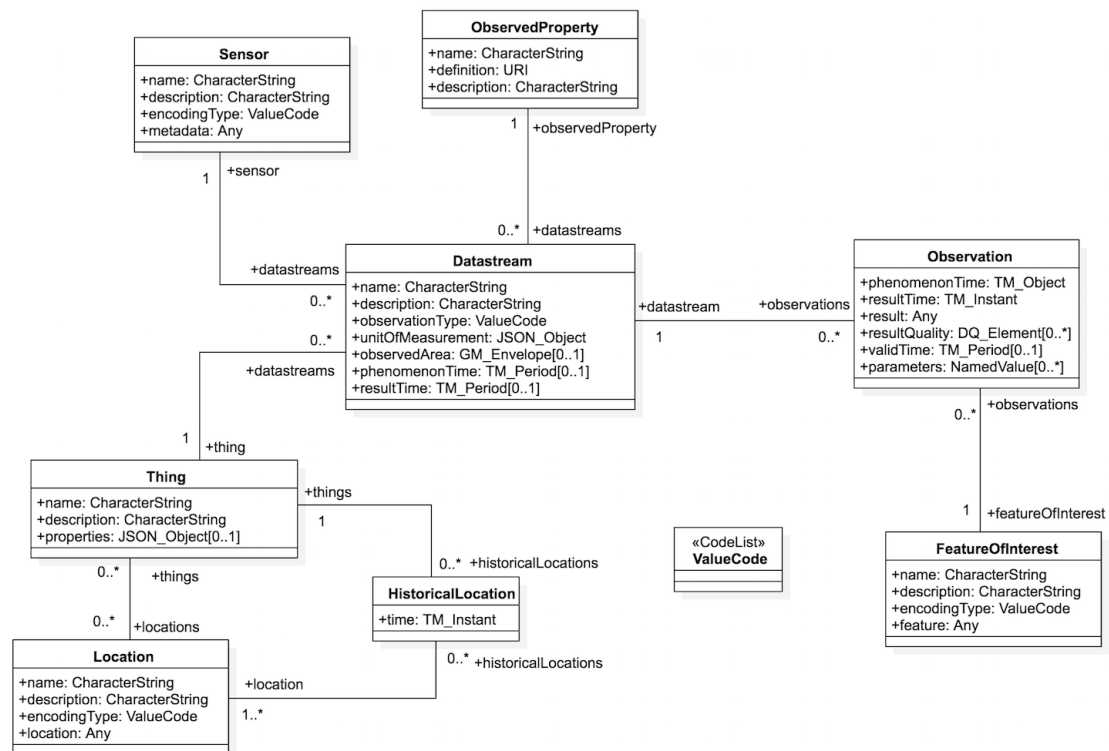 ObservedProperty
+name: CharacterString
+definition: URI
+description: CharacterString
Sensor
+name: CharacterString
+description: CharacterString
+encodingType: ValueCode
+metadata: Any
1
+observedProperty
1
+sensor
0..*
+datastreams
Datastream
+name: CharacterString
+description: CharacterString
+observationType: ValueCode
+unitOfMeasurement: JSON_Object
+observedArea: GM_Envelope[0..1]
+phenomenonTime: TM_Period[0..1]
+resultTime: TM_Period[0..1]
+datastreams
0..*
0..*
+datastreams
+datastream
1
+observations
0..*
Observation
+phenomenonTime: TM_Object
+resultTime: TM_Instant
+result: Any
+resultQuality: DQ_Element[0..*]
+validTime: TM_Period[0..1]
+parameters: NamedValue[0..*]
0..*
+observations
1
+thing
Thing
+name: CharacterString
+description: CharacterString
+properties: JSON_Object[0..1]
+things
1
1
+featureOfInterest
«CodeList»
ValueCode
FeatureOfInterest
+name: CharacterString
+description: CharacterString
+encodingType: ValueCode
+feature: Any
0..*
+things
0..*
+historicalLocations
HistoricalLocation
+time: TM_Instant
0..*
+locations
0..*
+historicalLocations
Location
+name: CharacterString
+description: CharacterString
+encodingType: ValueCode
+location: Any
+location
1..*